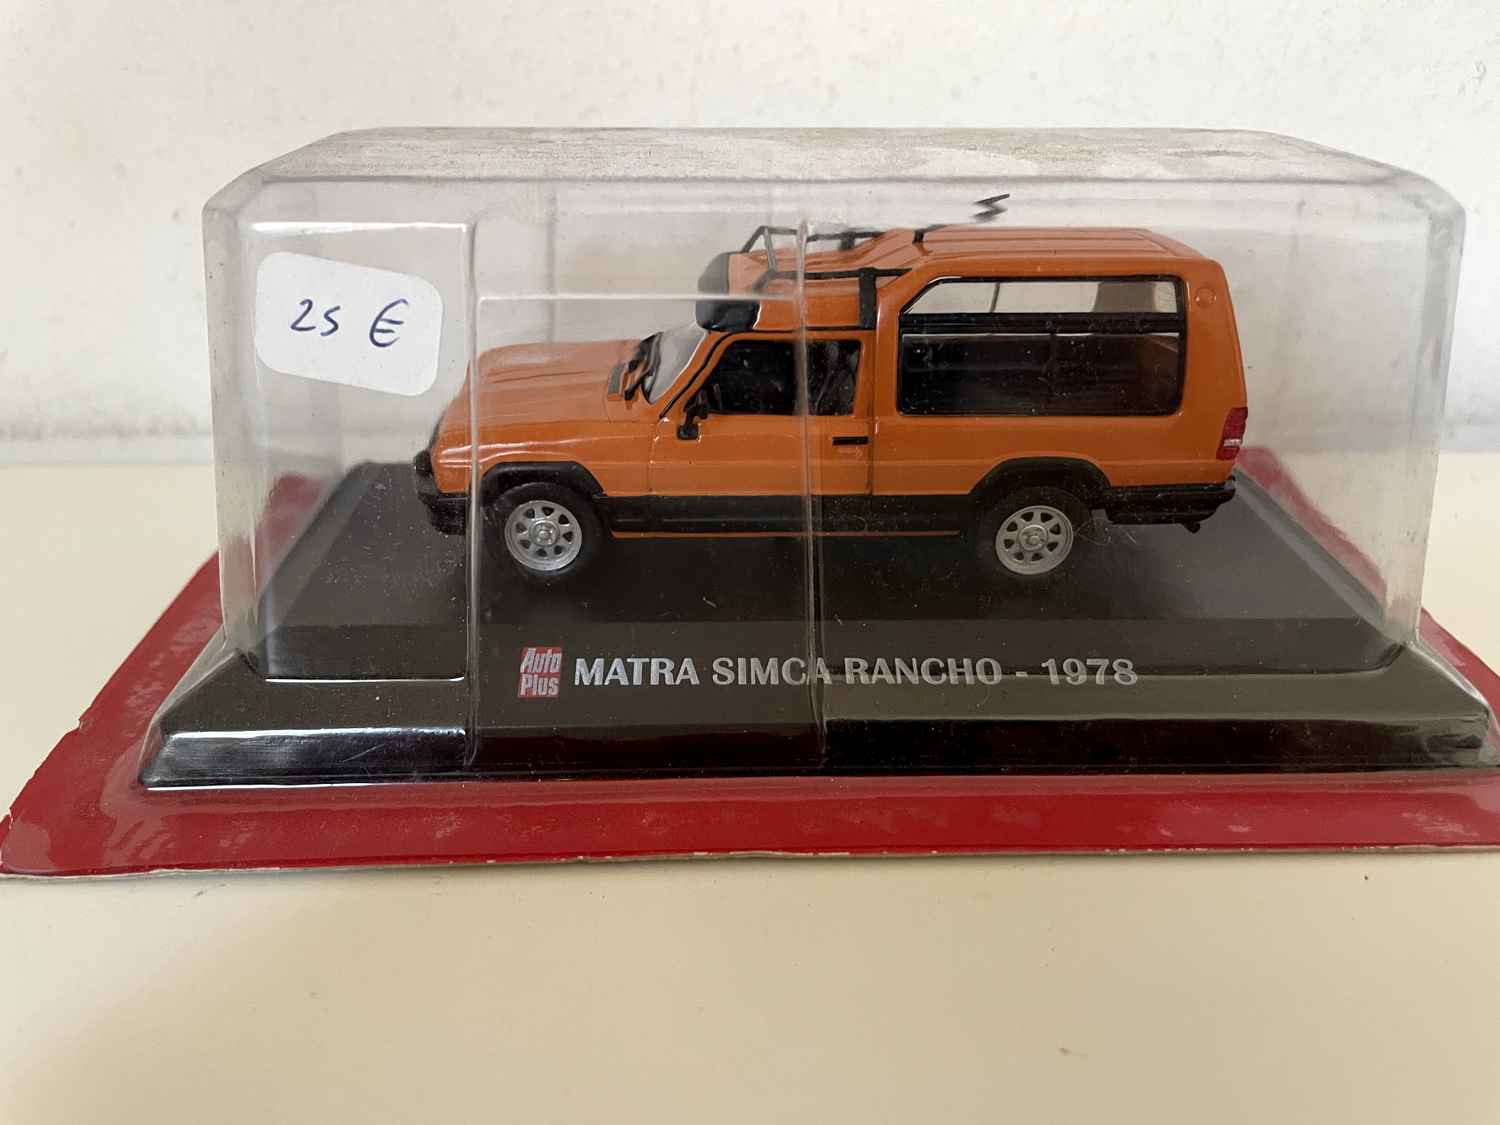 25 €
Auto
Plus
MATRA SIMCA RANCHO - 1978